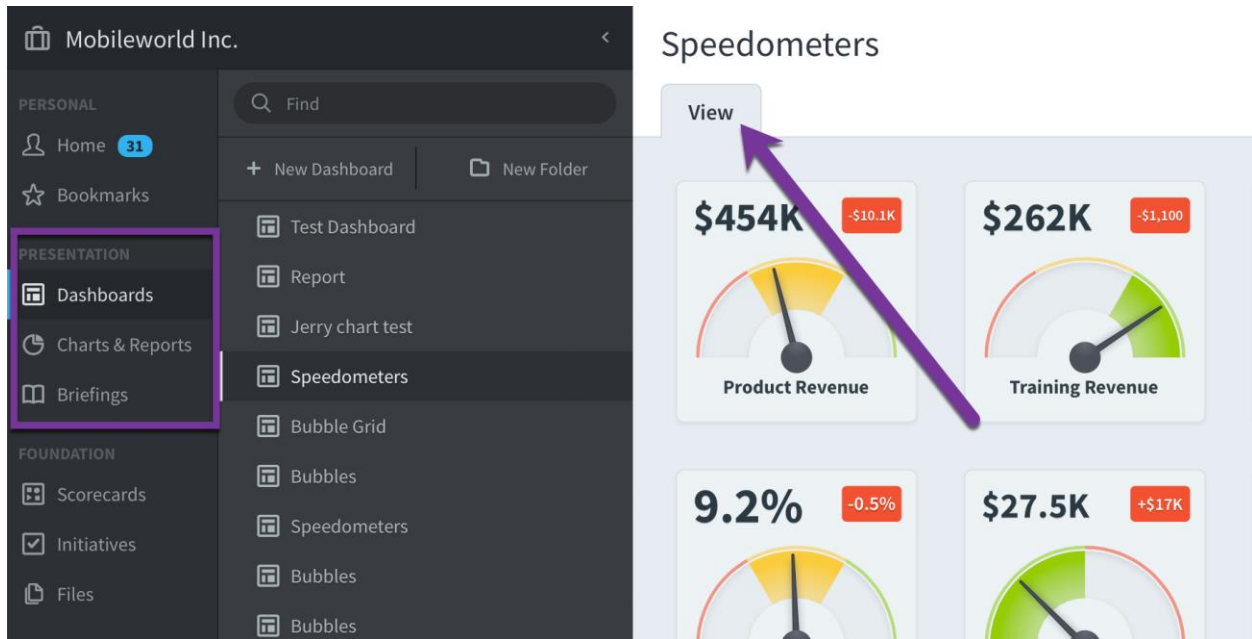 Mobileworld Inc.
PERSONAL
Home 31
Bookmarks
PRESENTATION
Dashboards
Charts & Reports
Briefings
FOUNDATION
Scorecards
Initiatives
Files
Find
+ New Dashboard
New Folder
Test Dashboard
Report
Jerry chart test
Speedometers
Bubble Grid
Bubbles
Speedometers
Bubbles
Bubbles
Speedometers
View
$454K -$10.1K
Product Revenue
$262K -$1,100
Training Revenue
9.2% -0.5%
$27.5K +$17K